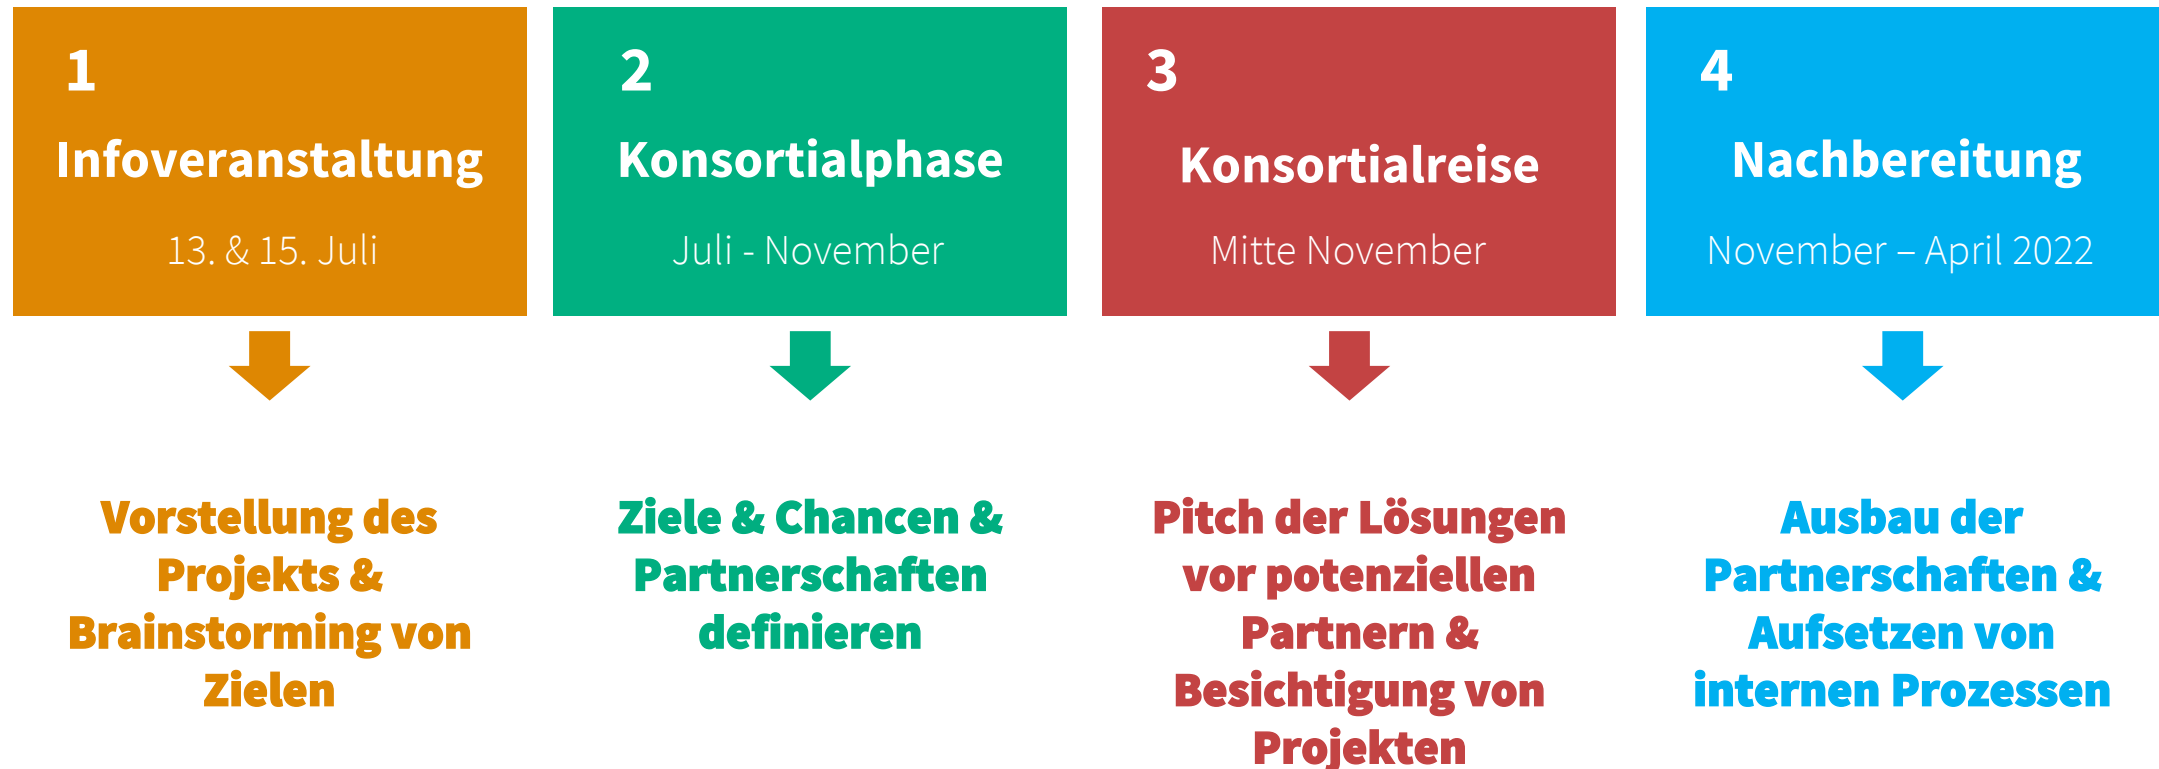 1
Infoveranstaltung
13. & 15. Juli
Vorstellung des
Projekts &
Brainstorming von
Zielen
2
Konsortialphase
Juli - November
Ziele & Chancen &
Partnerschaften
definieren
3
Konsortialreise
Mitte November
Pitch der Lösungen
vor potenziellen
Partnern &
Besichtigung von
Projekten
4
Nachbereitung
November – April 2022
Ausbau der
Partnerschaften &
Aufsetzen von
internen Prozessen